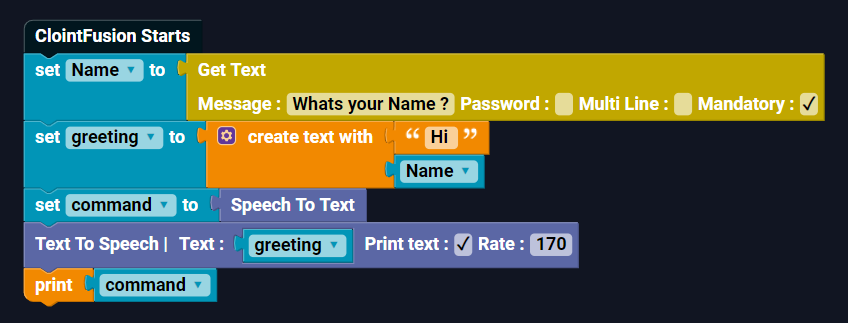 ClointFusion Starts
set Name to Get Text
Message : Whats your Name ? Password : Multi Line : Mandatory : ✓
set greeting to create text with “ Hi ”
Name
set command to Speech To Text
Text To Speech | Text : greeting Print text : ✓ Rate : 170
print command